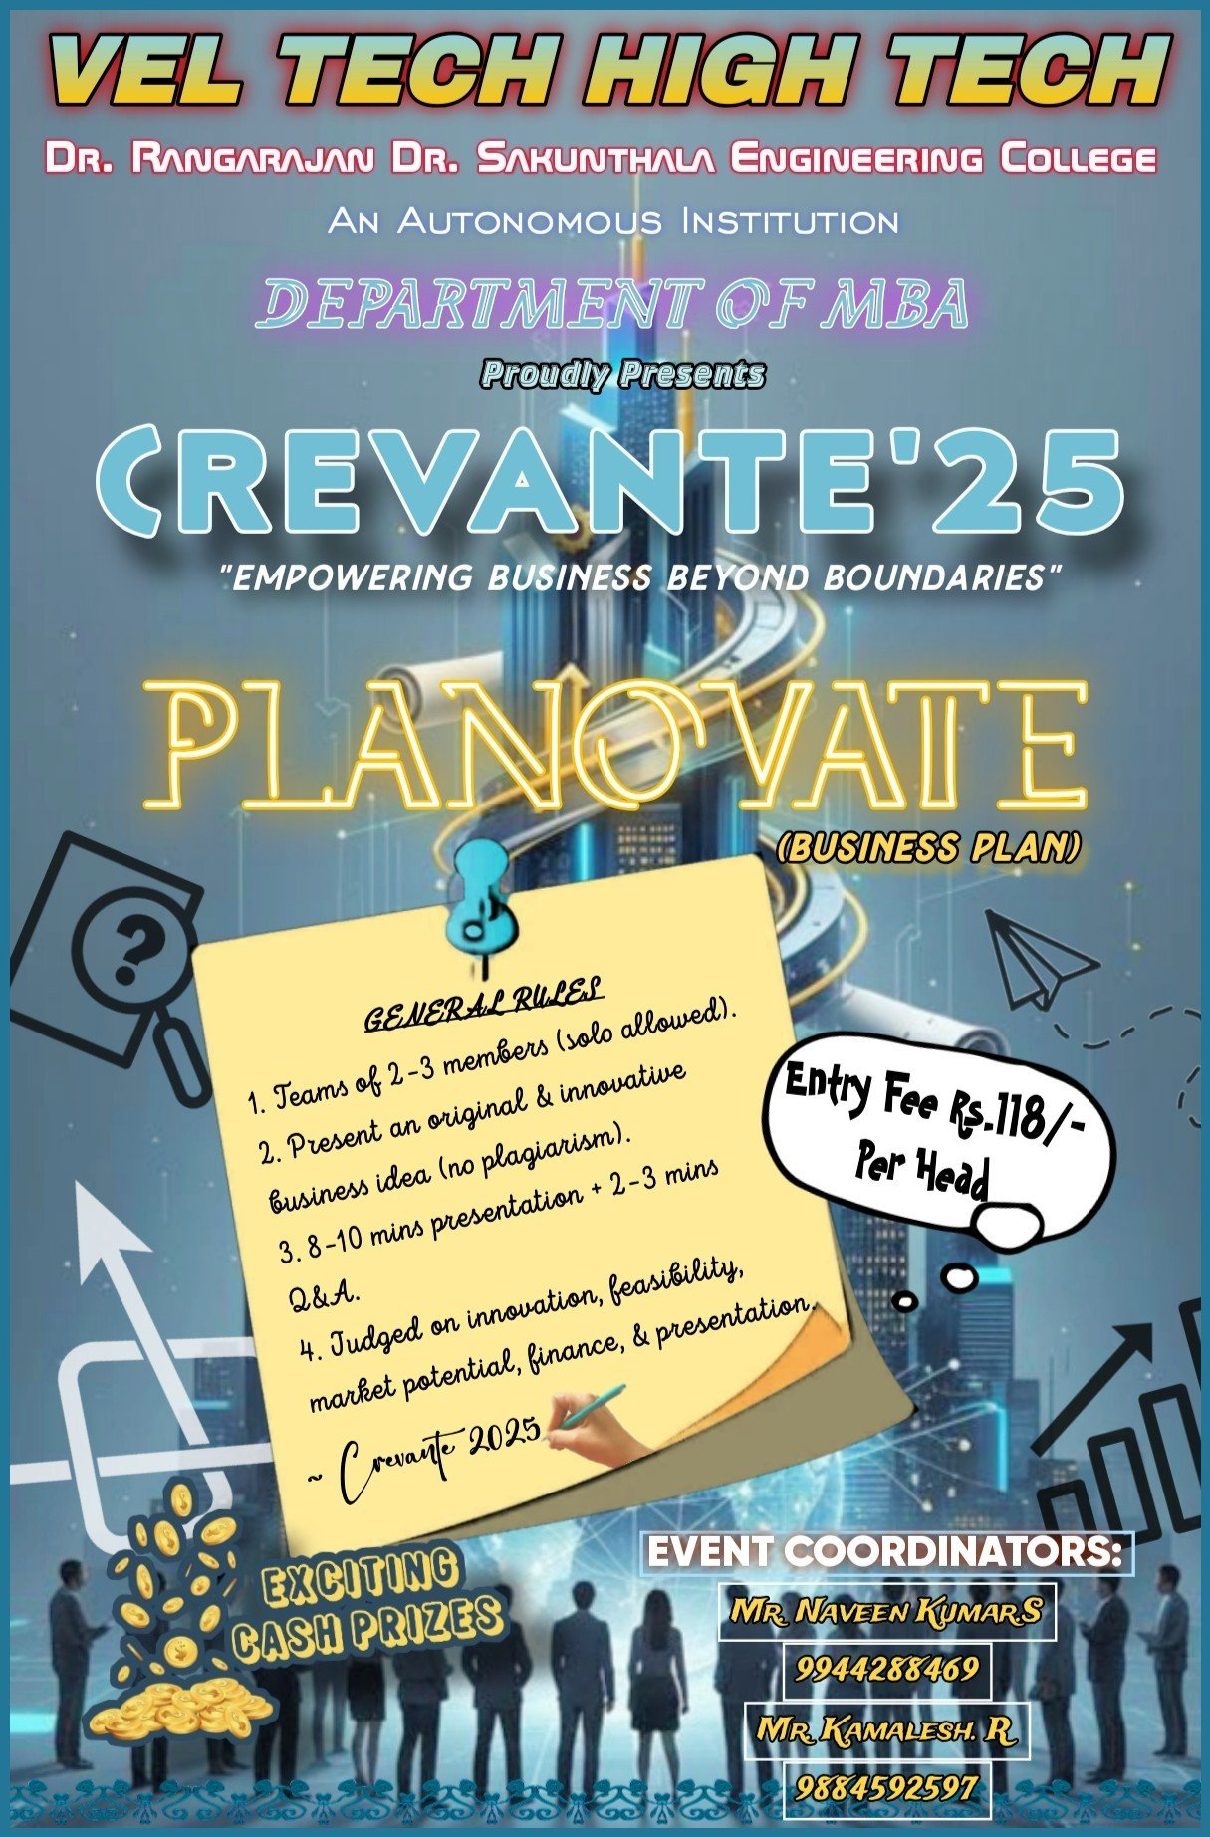 VEL TECH HIGH TECH
DR. RANGARAJAN DR. SAKUNTHALA ENGINEERING COLLEGE
AN AUTONOMOUS INSTITUTION
DEPARTMENT OF MBA
Proudly Presents
CREVANTE'25
"EMPOWERING BUSINESS BEYOND BOUNDARIES"
PLANOVATE
(BUSINESS PLAN)
?
GENERAL RULES
1. Teams of 2-3 members (solo allowed).
2. Present an original & innovative
business idea (no plagiarism).
3. 8-10 mins presentation + 2-3 mins
Q&A.
4. Judged on innovation, feasibility,
market potential, finance, & presentation.
~ Crevante 2025
Entry Fee Rs.118/-
Per Head
EXCITING
CASH PRIZES
EVENT COORDINATORS:
MR. NAVEEN KUMAR.S
9944288469
MR. KAMALESH. R
9884592597